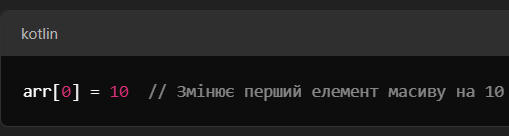 kotlin
arr[0] = 10  // Змінює перший елемент масиву на 10